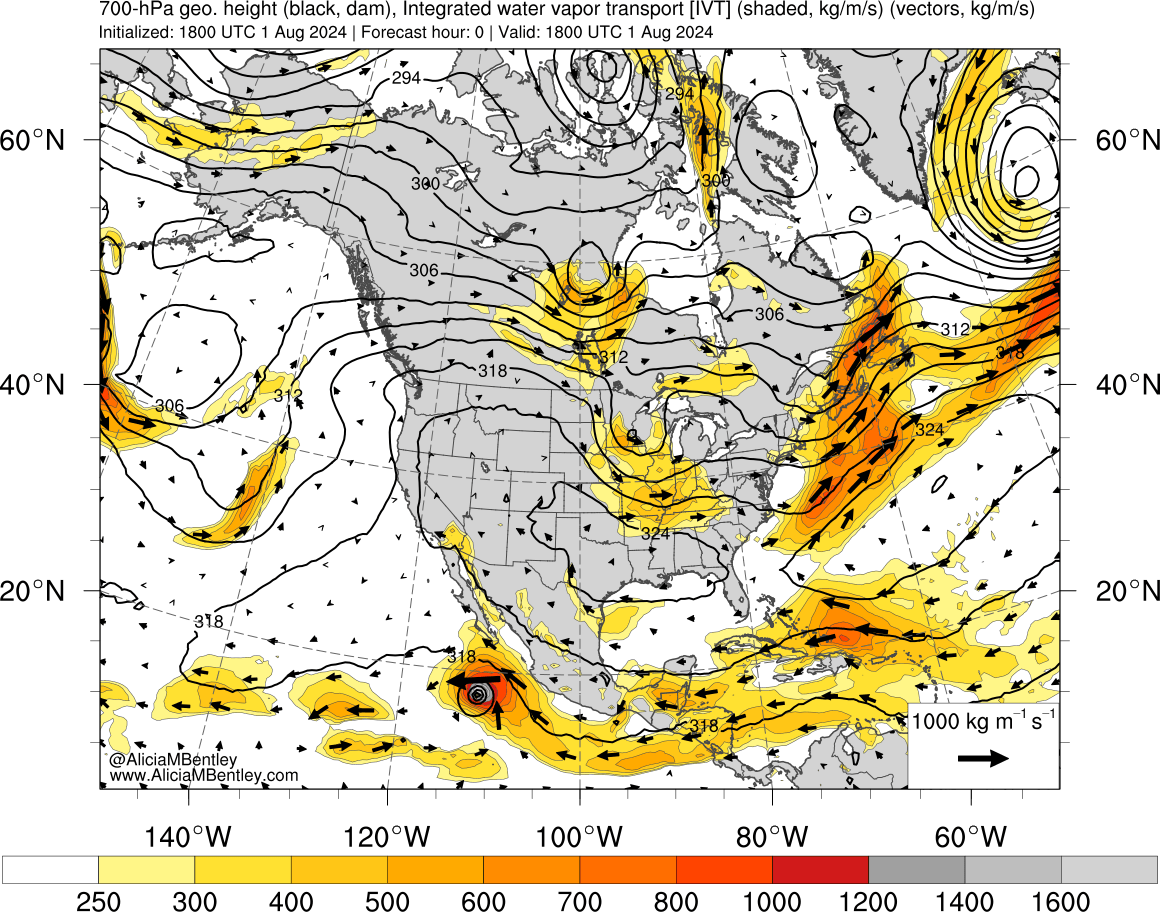 700-hPa geo. height (black, dam), Integrated water vapor transport [IVT] (shaded, kg/m/s) (vectors, kg/m/s)
Initialized: 1800 UTC 1 Aug 2024 | Forecast hour: 0 | Valid: 1800 UTC 1 Aug 2024
294
294
60°N
60°N
300
300
306
306
312
312
318
318
40°N
40°N
306
312
324
324
20°N
20°N
318
318
318
1000 kg m⁻¹ s⁻¹
@AliciaMBentley
www.AliciaMBentley.com
140°W 120°W 100°W 80°W 60°W
250 300 400 500 600 700 800 1000 1200 1400 1600